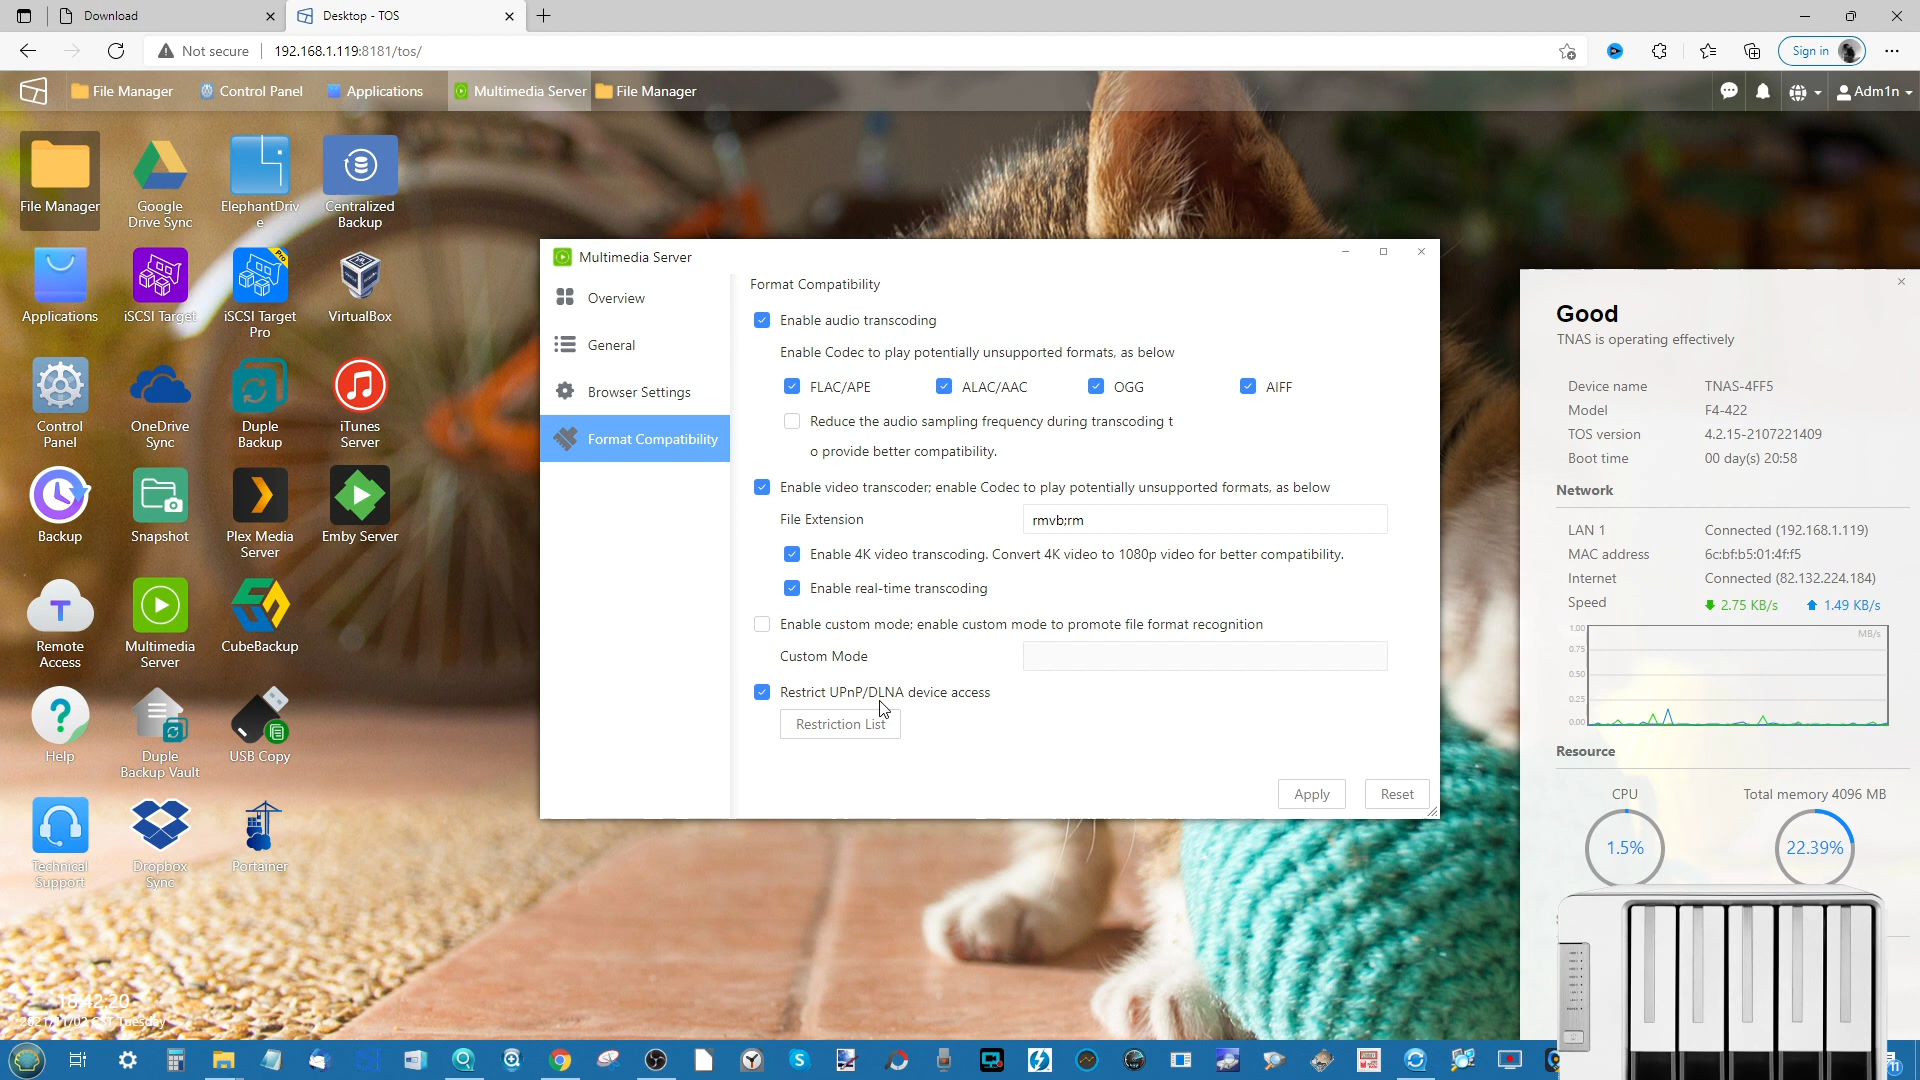 Download
Desktop - TOS
Not secure
192.168.1.119:8181/tos/
Sign in
File Manager
Control Panel
Applications
Multimedia Server
File Manager
Adm1n
File Manager
Google
Drive Sync
ElephantDriv
e
Centralized
Backup
Applications
iSCSI Target
iSCSI Target
Pro
VirtualBox
Control
Panel
OneDrive
Sync
Duple
Backup
iTunes
Server
Backup
Snapshot
Plex Media
Server
Emby Server
Remote
Access
Multimedia
Server
CubeBackup
Help
Duple
Backup Vault
USB Copy
Technical
Support
Dropbox
Sync
Portainer
18:42:20
Multimedia Server
Overview
General
Browser Settings
Format Compatibility
Format Compatibility
Enable audio transcoding
Enable Codec to play potentially unsupported formats, as below
FLAC/APE
ALAC/AAC
OGG
AIFF
Reduce the audio sampling frequency during transcoding t
o provide better compatibility.
Enable video transcoder; enable Codec to play potentially unsupported formats, as below
File Extension
rmvb;rm
Enable 4K video transcoding. Convert 4K video to 1080p video for better compatibility.
Enable real-time transcoding
Enable custom mode; enable custom mode to promote file format recognition
Custom Mode
Restrict UPnP/DLNA device access
Restriction List
Apply
Reset
Good
TNAS is operating effectively
Device name TNAS-4FF5
Model F4-422
TOS version 4.2.15-2107221409
Boot time 00 day(s) 20:58
Network
LAN 1 Connected (192.168.1.119)
MAC address 6c:bf:b5:01:4f:f5
Internet Connected (82.132.224.184)
Speed 2.75 KB/s 1.49 KB/s
1.00
MB/s
0.75
0.50
0.25
0.00
Resource
CPU
Total memory 4096 MB
1.5%
22.39%
11